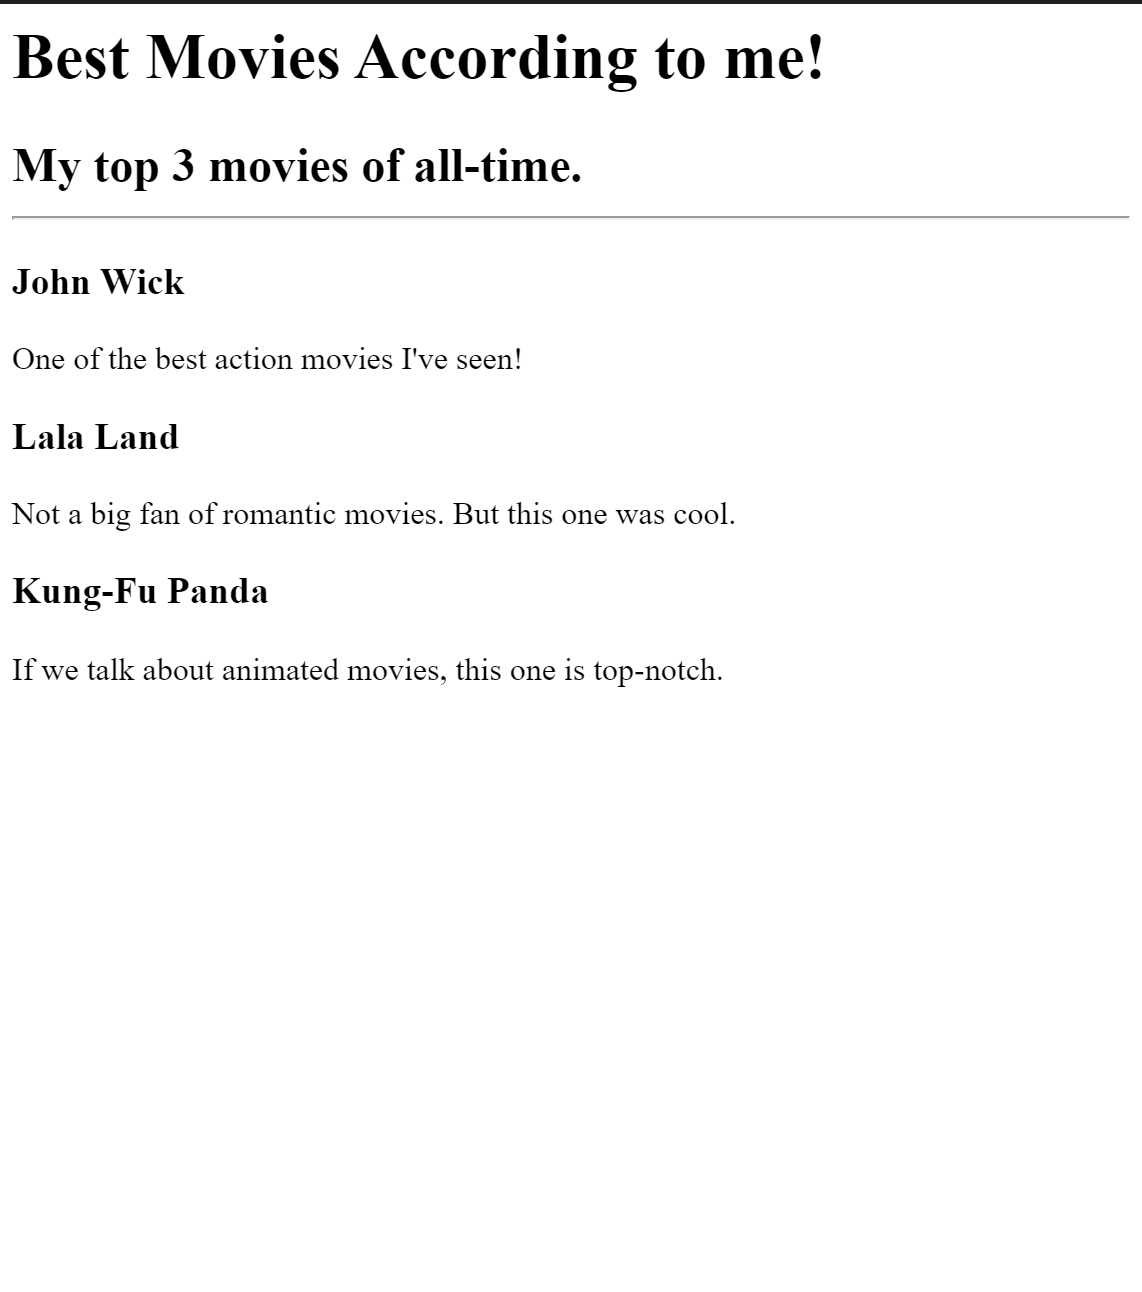 Best Movies According to me!
My top 3 movies of all-time.
John Wick
One of the best action movies I've seen!
Lala Land
Not a big fan of romantic movies. But this one was cool.
Kung-Fu Panda
If we talk about animated movies, this one is top-notch.